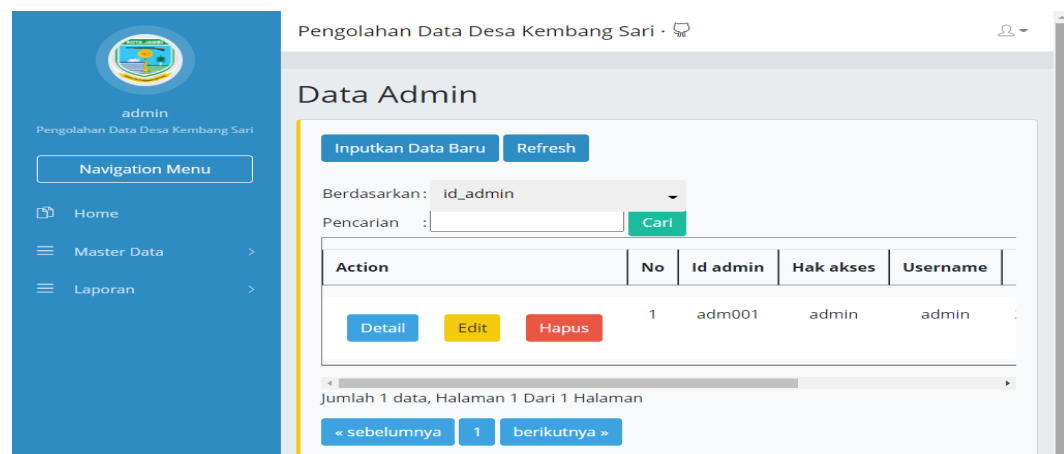 KOTA JAMBI
admin
Pengolahan Data Desa Kembang Sari
Navigation Menu
Home
Master Data >
Laporan >
Pengolahan Data Desa Kembang Sari ·
Data Admin
Inputkan Data Baru Refresh
Berdasarkan : id_admin
Pencarian : Cari
Action No Id admin Hak akses Username
Detail Edit Hapus 1 adm001 admin admin
Jumlah 1 data, Halaman 1 Dari 1 Halaman
« sebelumnya 1 berikutnya »